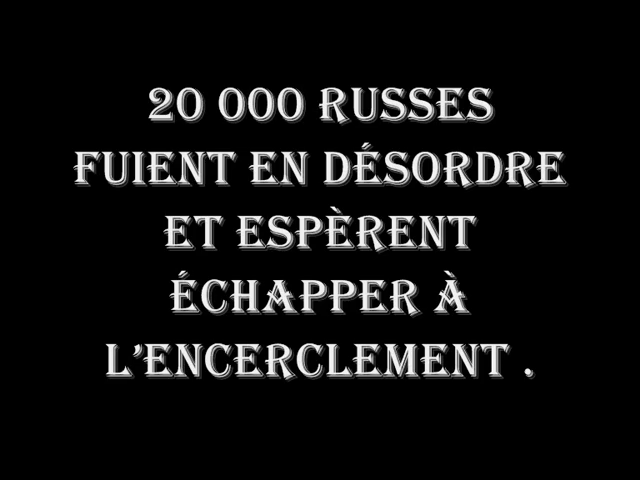 20 000 RUSSES
FUIENT EN DÉSORDRE
ET ESPÈRENT
ÉCHAPPER À
L'ENCERCLEMENT .